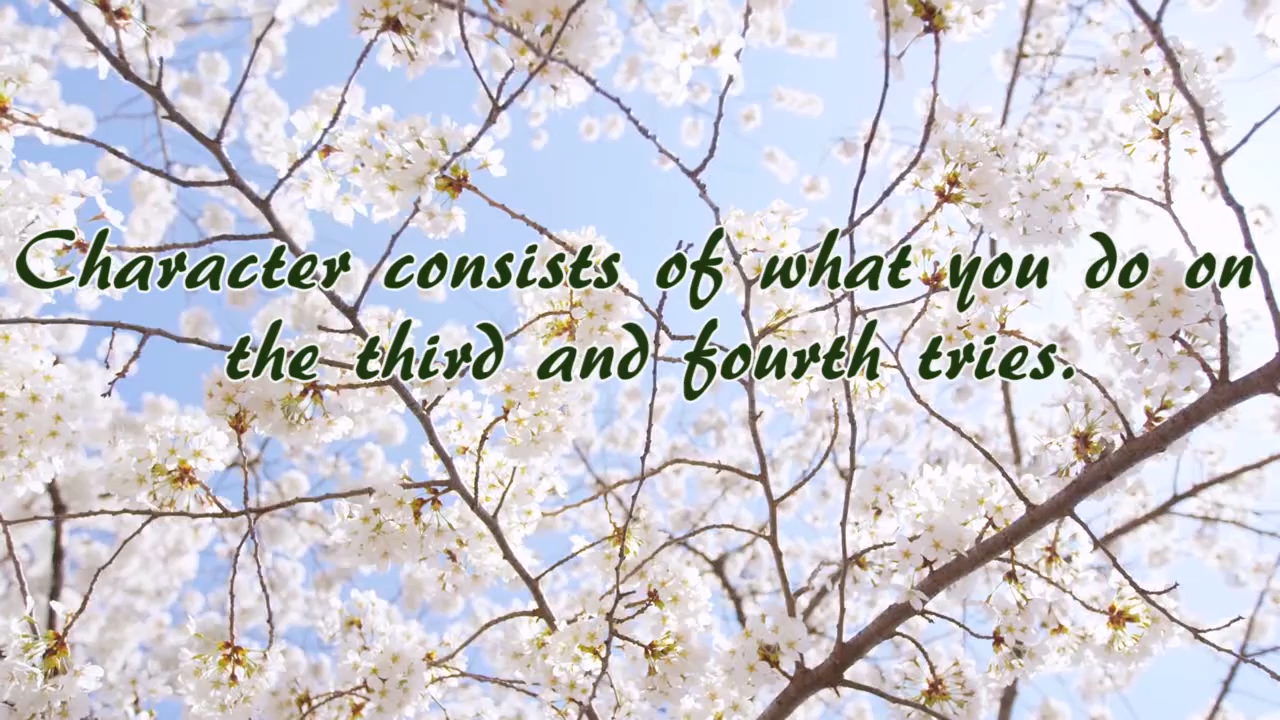 Character consists of what you do on
the third and fourth tries.